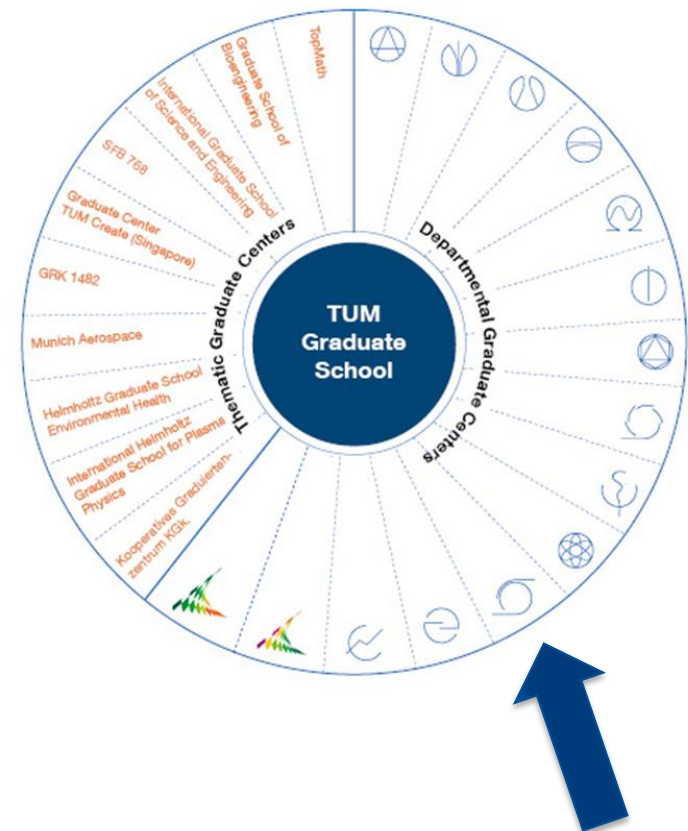 TopMath
Graduate School of
Bioengineering
International Graduate School
of Science and Engineering
SFB 768
Graduate Center
TUM Create (Singapore)
GRK 1482
Munich Aerospace
Helmholtz Graduate School
Environmental Health
International Helmholtz
Graduate School for Plasma
Physics
Kooperatives Graduierten-
zentrum KGK.
Thematic Graduate Centers
TUM
Graduate
School
Departmental Graduate Centers